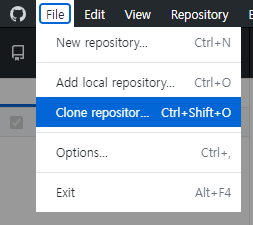 File Edit View Repository
New repository... Ctrl+N
Add local repository... Ctrl+O
Clone repositor... Ctrl+Shift+O
Options... Ctrl+,
Exit Alt+F4